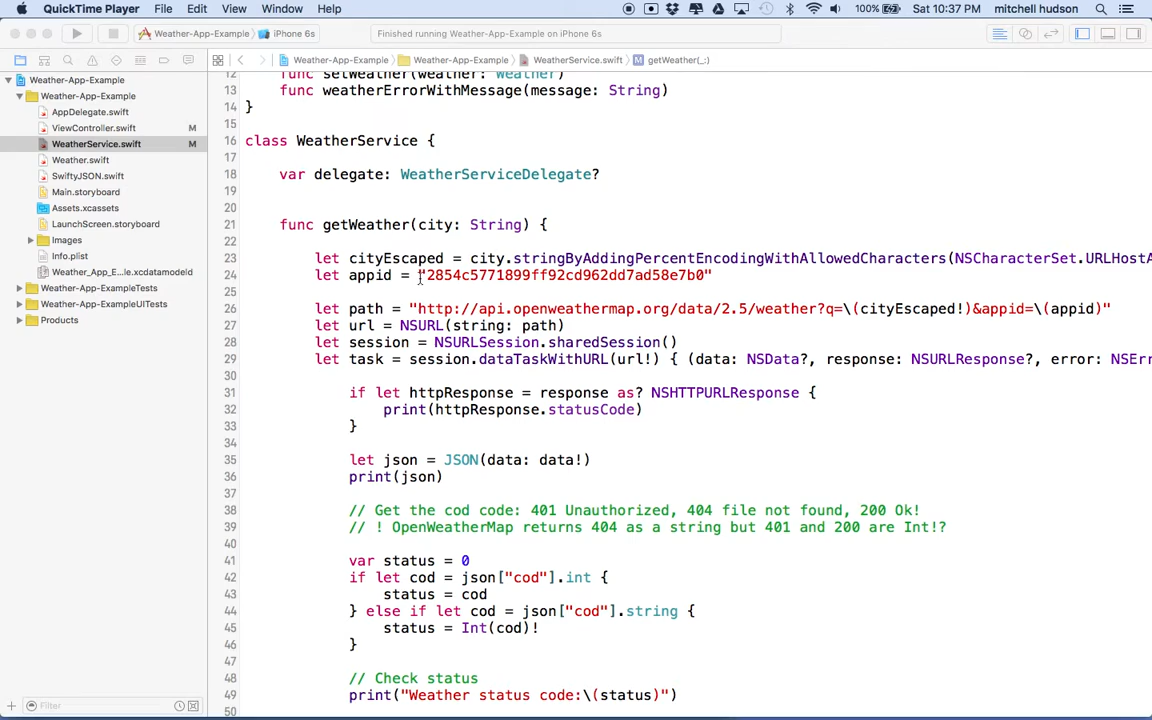 QuickTime Player File Edit View Window Help 100% Sat 10:37 PM mitchell hudson
Weather-App-Example iPhone 6s Finished running Weather-App-Example on iPhone 6s
Weather-App-Example Weather-App-Example WeatherService.swift getWeather(_:)
Weather-App-Example
Weather-App-Example
AppDelegate.swift
ViewController.swift M
WeatherService.swift M
Weather.swift
SwiftyJSON.swift
Main.storyboard
Assets.xcassets
LaunchScreen.storyboard
Images
Info.plist
Weather_App_E...le.xcdatamodeld
Weather-App-ExampleTests
Weather-App-ExampleUITests
Products
Filter
12 func setWeather(weather: Weather)
13 func weatherErrorWithMessage(message: String)
14 }
15
16 class WeatherService {
17
18 var delegate: WeatherServiceDelegate?
19
20
21 func getWeather(city: String) {
22
23 let cityEscaped = city.stringByAddingPercentEncodingWithAllowedCharacters(NSCharacterSet.URLHostA
24 let appid = "2854c5771899ff92cd962dd7ad58e7b0"
25
26 let path = "http://api.openweathermap.org/data/2.5/weather?q=\(cityEscaped!)&appid=\(appid)"
27 let url = NSURL(string: path)
28 let session = NSURLSession.sharedSession()
29 let task = session.dataTaskWithURL(url!) { (data: NSData?, response: NSURLResponse?, error: NSErr
30
31 if let httpResponse = response as? NSHTTPURLResponse {
32 print(httpResponse.statusCode)
33 }
34
35 let json = JSON(data: data!)
36 print(json)
37
38 // Get the cod code: 401 Unauthorized, 404 file not found, 200 Ok!
39 // ! OpenWeatherMap returns 404 as a string but 401 and 200 are Int!?
40
41 var status = 0
42 if let cod = json["cod"].int {
43 status = cod
44 } else if let cod = json["cod"].string {
45 status = Int(cod)!
46 }
47
48 // Check status
49 print("Weather status code:\(status)")
50